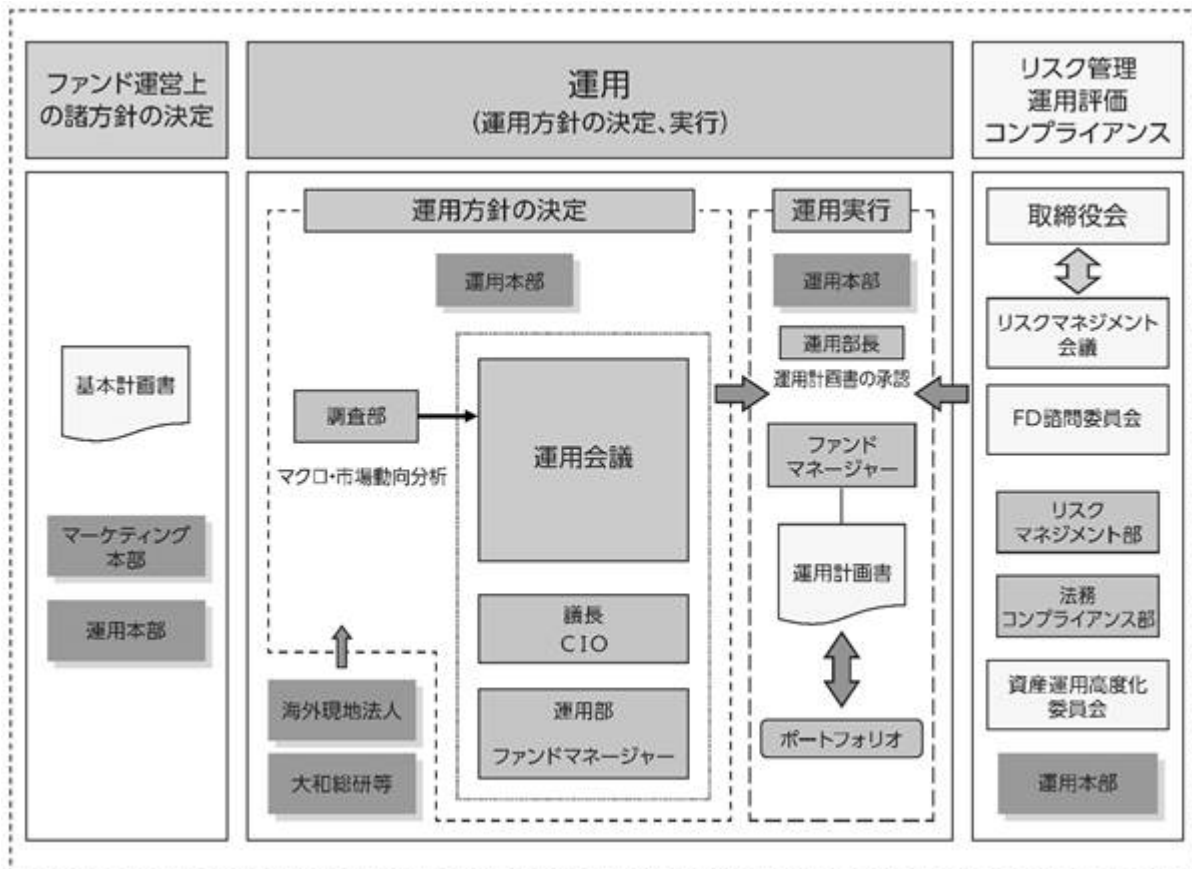 ファンド運営上
の諸方針の決定
運用
(運用方針の決定、実行)
リスク管理
運用評価
コンプライアンス
基本計画書
マーケティング
本部
運用本部
運用方針の決定
運用本部
調査部
マクロ・市場動向分析
運用会議
議長
CIO
運用部
ファンドマネージャー
海外現地法人
大和総研等
運用実行
運用本部
運用部長
運用計画書の承認
ファンド
マネージャー
運用計画書
ポートフォリオ
取締役会
リスクマネジメント
会議
FD諮問委員会
リスク
マネジメント部
法務
コンプライアンス部
資産運用高度化
委員会
運用本部